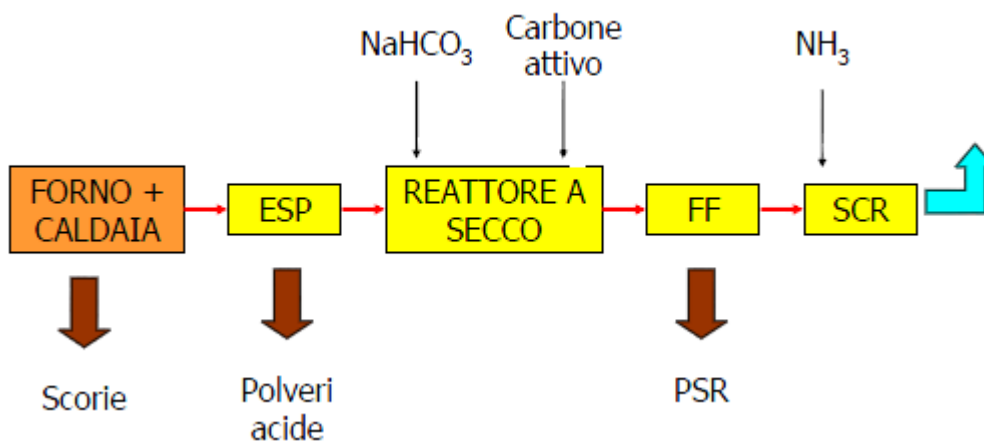 NaHCO₃
Carbone
attivo
NH₃
FORNO +
CALDAIA
ESP
REATTORE A
SECCO
FF
SCR
Scorie
Polveri
acide
PSR